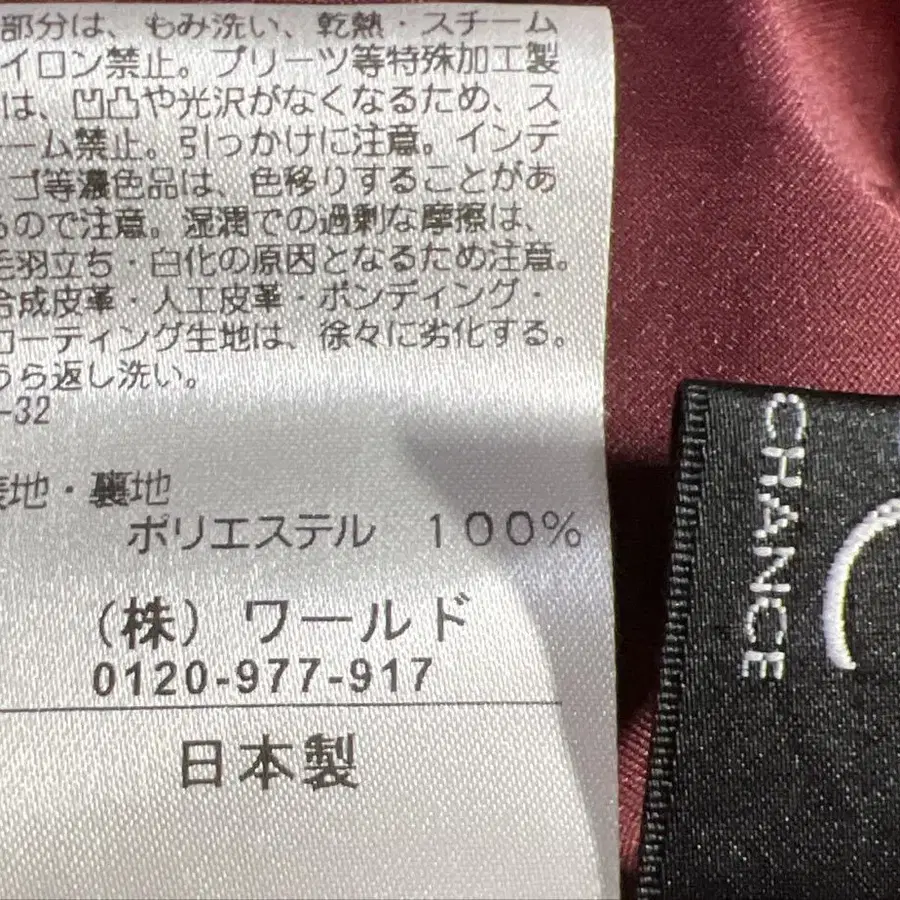 部分は、もみ洗い、乾熱・スチーム
イロン禁止。プリーツ等特殊加工製
は、凹凸や光沢がなくなるため、ス
ーム禁止。引っかけに注意。インデ
ゴ等濃色品は、色移りすることがあ
るので注意。湿潤での過剰な摩擦は、
毛羽立ち・白化の原因となるため注意。
合成皮革・人工皮革・ボンディング・
コーティング生地は、徐々に劣化する。
うら返し洗い。
-32
表地・裏地
ポリエステル 100%
(株) ワールド
0120-977-917
日本製
CHANCE